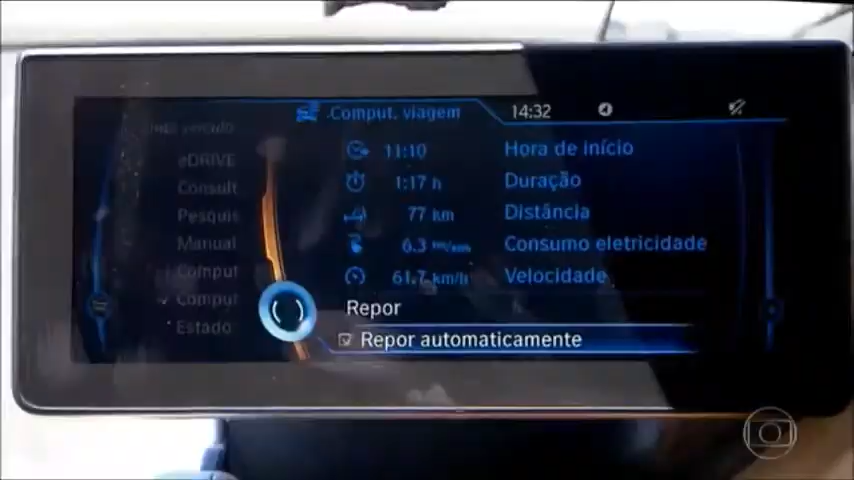 Comput. viagem 14:32
eDRIVE
Consult
Pesquis
Manual
Comput
Comput
Estado
11:10 Hora de início
1:17 h Duração
77 km Distância
6.3 Consumo eletricidade
61.7 km/h Velocidade
Repor
Repor automaticamente